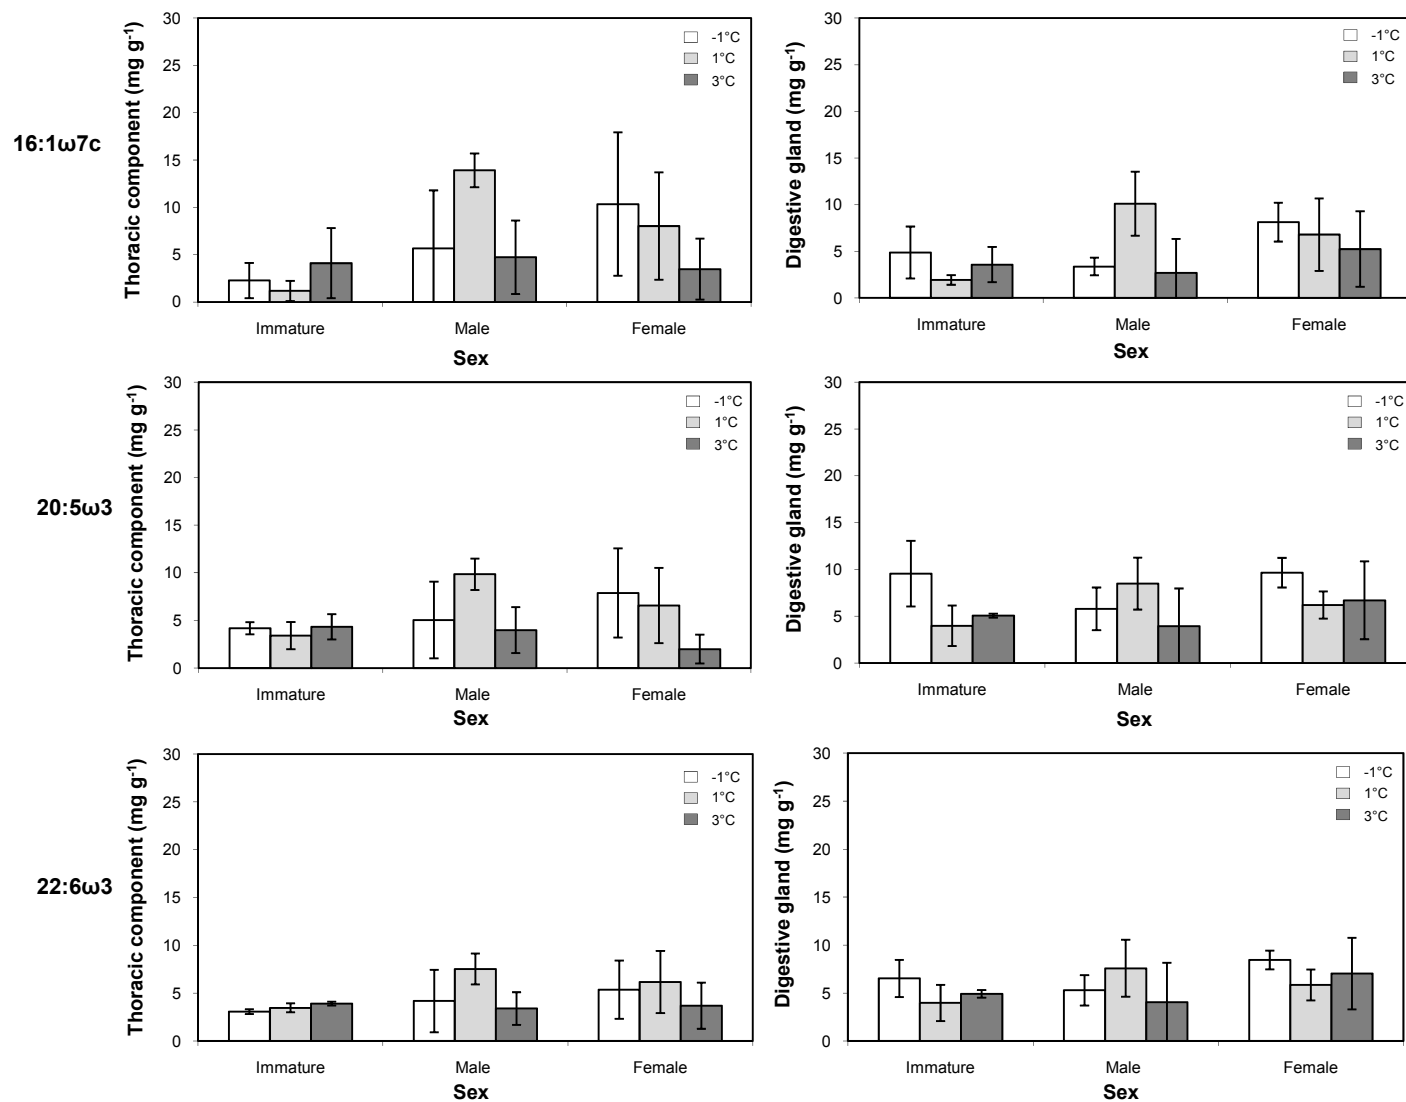 16:1ω7c
Thoracic component (mg g-1)
30
25
20
15
10
5
0
-1°C
1°C
3°C
Immature
Male
Female
Sex
Digestive gland (mg g-1)
30
25
20
15
10
5
0
-1°C
1°C
3°C
Immature
Male
Female
Sex
20:5ω3
Thoracic component (mg g-1)
30
25
20
15
10
5
0
-1°C
1°C
3°C
Immature
Male
Female
Sex
Digestive gland (mg g-1)
30
25
20
15
10
5
0
-1°C
1°C
3°C
Immature
Male
Female
Sex
22:6ω3
Thoracic component (mg g-1)
30
25
20
15
10
5
0
-1°C
1°C
3°C
Immature
Male
Female
Sex
Digestive gland (mg g-1)
30
25
20
15
10
5
0
-1°C
1°C
3°C
Immature
Male
Female
Sex